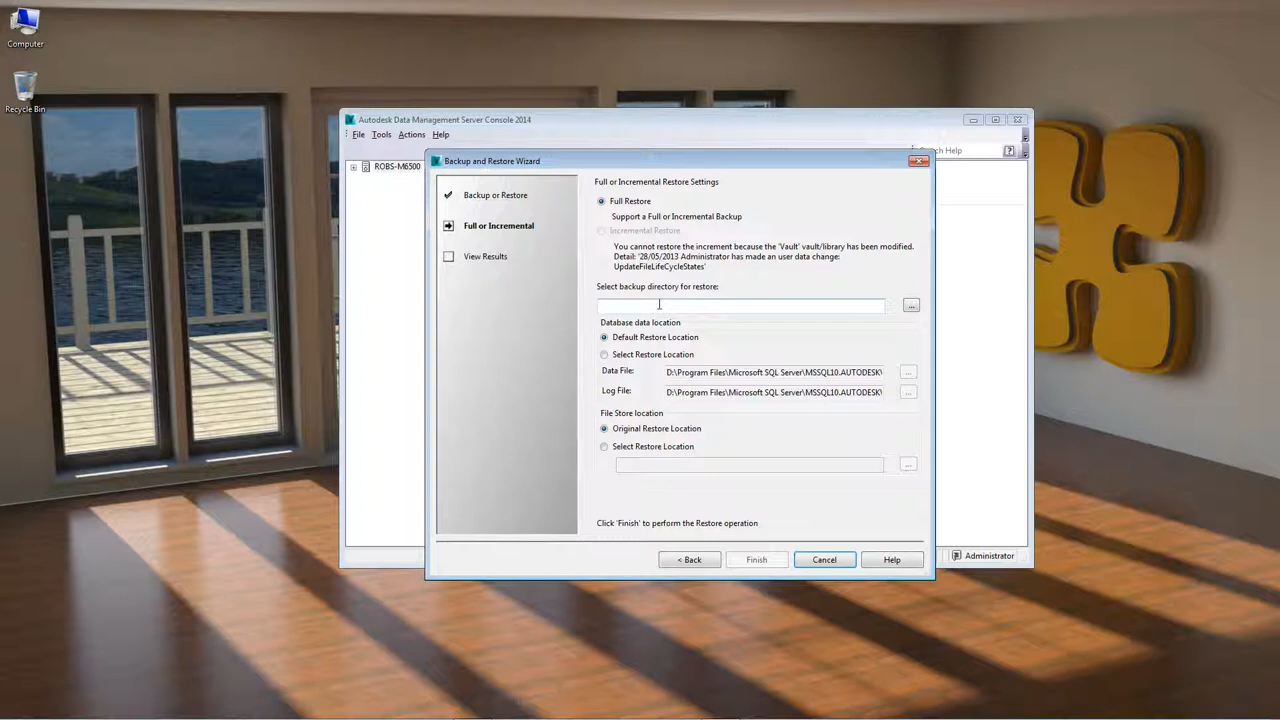 Computer
Recycle Bin
Autodesk Data Management Server Console 2014
File Tools Actions Help
ch Help
ROBS-M6500
Backup and Restore Wizard
Backup or Restore
Full or Incremental
View Results
Full or Incremental Restore Settings
Full Restore
Support a Full or Incremental Backup
Incremental Restore
You cannot restore the increment because the 'Vault' vault/library has been modified.
Detail: '28/05/2013 Administrator has made an user data change:
UpdateFileLifeCycleStates'
Select backup directory for restore:
...
Database data location
Default Restore Location
Select Restore Location
Data File: D:\Program Files\Microsoft SQL Server\MSSQL10.AUTODESK\ ...
Log File: D:\Program Files\Microsoft SQL Server\MSSQL10.AUTODESK\ ...
File Store location
Original Restore Location
Select Restore Location
...
Click 'Finish' to perform the Restore operation
< Back Finish Cancel Help
Administrator